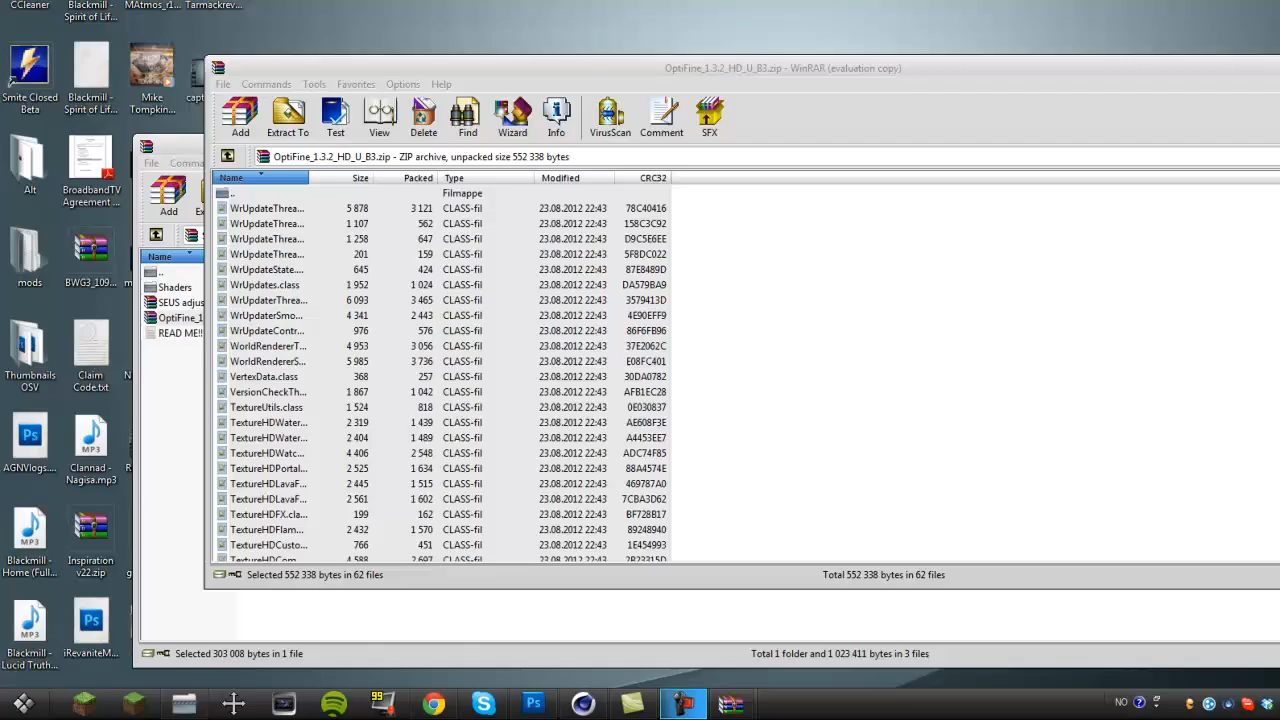 CCleaner
Blackmill -
Spirit of Lif...
MAtmos_r1...
Tarmackrev...
Smite Closed
Beta
Blackmill -
Spirit of Lif...
Mike
Tompkin...
Alt
BroadbandTV
Agreement ...
mods
BWG3_109...
Thumbnails
OSV
Claim
Code.txt
AGNVlogs....
Clannad -
Nagisa.mp3
Blackmill -
Home (Full...
Inspiration
v22.zip
Blackmill -
Lucid Truth...
iRevaniteM...
OptiFine_1.3.2_HD_U_B3.zip - WinRAR (evaluation copy)
File Commands Tools Favorites Options Help
Add Extract To Test View Delete Find Wizard Info VirusScan Comment SFX
OptiFine_1.3.2_HD_U_B3.zip - ZIP archive, unpacked size 552 338 bytes
Name Size Packed Type Modified CRC32
.. Filmappe
WrUpdateThrea... 5 878 3 121 CLASS-fil 23.08.2012 22:43 78C40416
WrUpdateThrea... 1 107 562 CLASS-fil 23.08.2012 22:43 158C3C92
WrUpdateThrea... 1 258 647 CLASS-fil 23.08.2012 22:43 D9C5E6EE
WrUpdateThrea... 201 159 CLASS-fil 23.08.2012 22:43 5F8DC022
WrUpdateState.... 645 424 CLASS-fil 23.08.2012 22:43 87E8489D
WrUpdates.class 1 952 1 024 CLASS-fil 23.08.2012 22:43 DA579BA9
WrUpdaterThrea... 6 093 3 465 CLASS-fil 23.08.2012 22:43 3579413D
WrUpdaterSmo... 4 341 2 443 CLASS-fil 23.08.2012 22:43 4E90EFF9
WrUpdateContr... 976 576 CLASS-fil 23.08.2012 22:43 86F6FB96
WorldRendererT... 4 953 3 056 CLASS-fil 23.08.2012 22:43 37E2062C
WorldRendererS... 5 985 3 736 CLASS-fil 23.08.2012 22:43 E08FC401
VertexData.class 368 257 CLASS-fil 23.08.2012 22:43 30DA0782
VersionCheckTh... 1 867 1 042 CLASS-fil 23.08.2012 22:43 AFB1EC28
TextureUtils.class 1 524 818 CLASS-fil 23.08.2012 22:43 0E030837
TextureHDWater... 2 319 1 439 CLASS-fil 23.08.2012 22:43 AE608F3E
TextureHDWater... 2 404 1 489 CLASS-fil 23.08.2012 22:43 A4453EE7
TextureHDWatc... 4 406 2 548 CLASS-fil 23.08.2012 22:43 ADC74F85
TextureHDPortal... 2 525 1 634 CLASS-fil 23.08.2012 22:43 88A4574E
TextureHDLavaF... 2 445 1 515 CLASS-fil 23.08.2012 22:43 469787A0
TextureHDLavaF... 2 561 1 602 CLASS-fil 23.08.2012 22:43 7CBA3D62
TextureHDFX.cla... 199 162 CLASS-fil 23.08.2012 22:43 BF728B17
TextureHDFlam... 2 432 1 570 CLASS-fil 23.08.2012 22:43 89248940
TextureHDCusto... 766 451 CLASS-fil 23.08.2012 22:43 1E454993
TextureHDCom... 4 588 2 697 CLASS-fil 23.08.2012 22:43 2B23315D
Selected 552 338 bytes in 62 files Total 552 338 bytes in 62 files
File Comma
Add
Name
..
Shaders
SEUS adjus
OptiFine_1
READ ME!!
Selected 303 008 bytes in 1 file Total 1 folder and 1 023 411 bytes in 3 files
99
NO